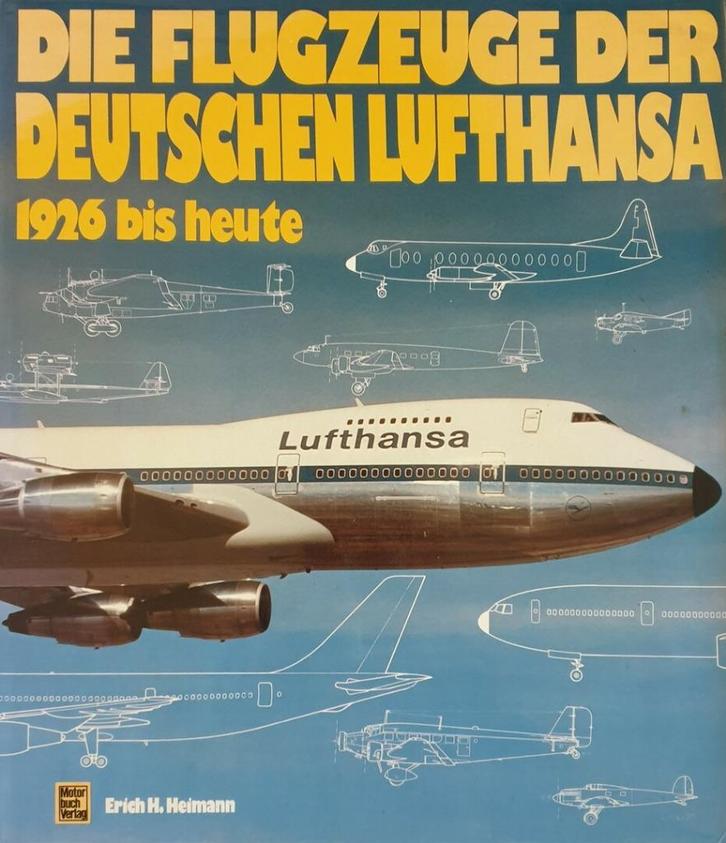 DIE FLUGZEUGE DER
DEUTSCHEN LUFTHANSA
1926 bis heute
Lufthansa
Motor
buch
Verlag
Erich H. Heimann